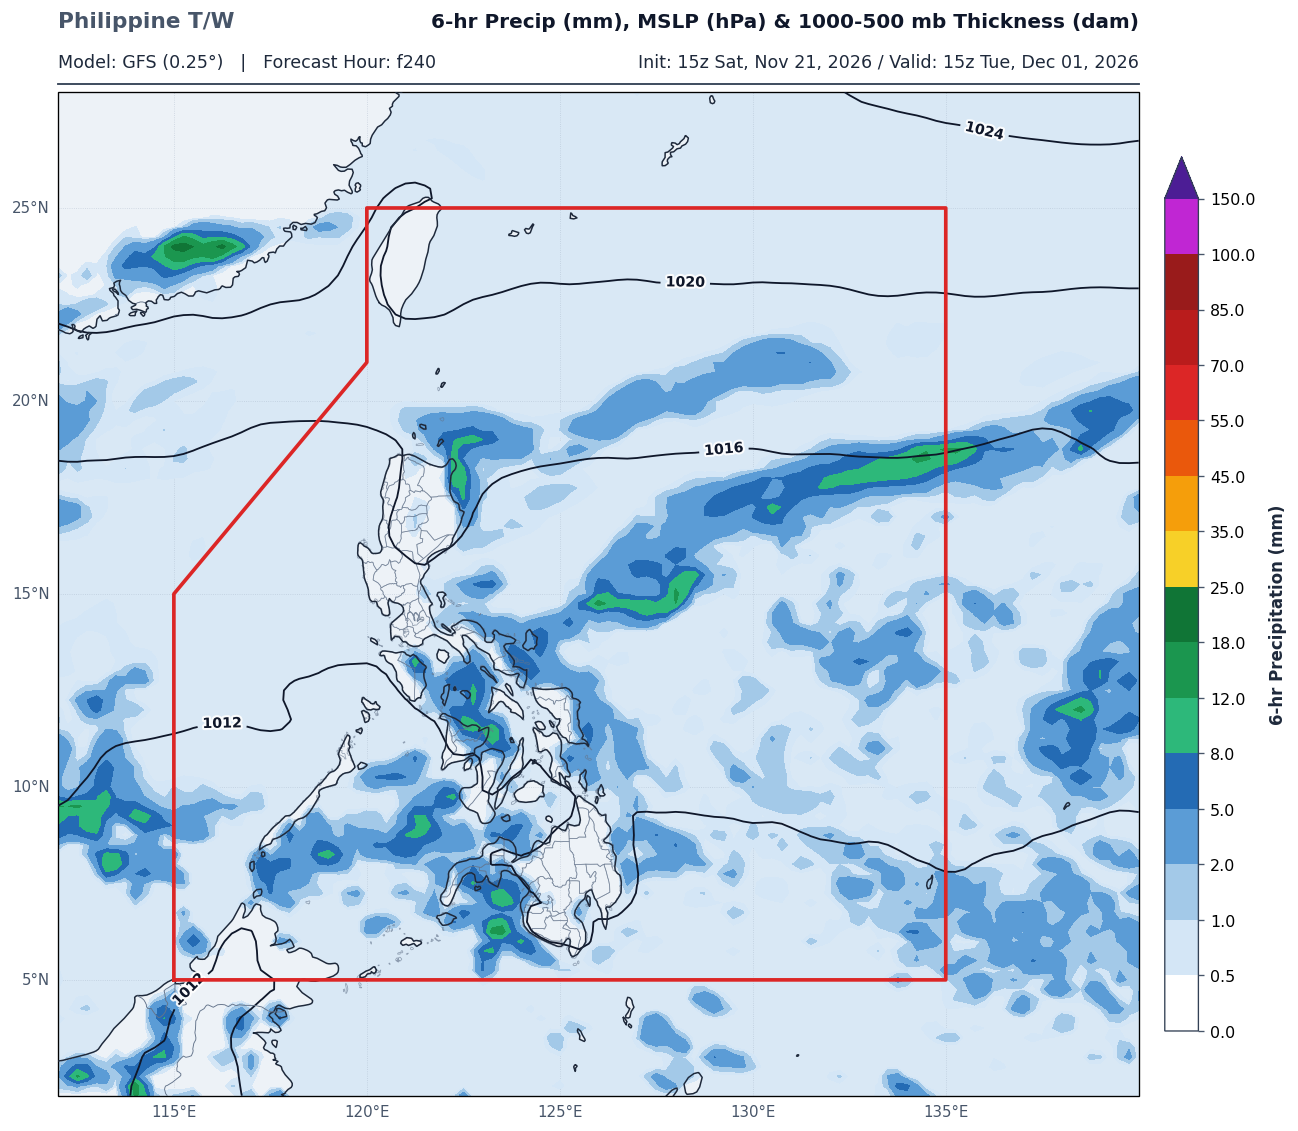 Philippine T/W
6-hr Precip (mm), MSLP (hPa) & 1000-500 mb Thickness (dam)
Model: GFS (0.25°) | Forecast Hour: f240
Init: 15z Sat, Nov 21, 2026 / Valid: 15z Tue, Dec 01, 2026
1024
1020
1016
1012
1012
25°N
20°N
15°N
10°N
5°N
115°E
120°E
125°E
130°E
135°E
150.0
100.0
85.0
70.0
55.0
45.0
35.0
25.0
18.0
12.0
8.0
5.0
2.0
1.0
0.5
0.0
6-hr Precipitation (mm)